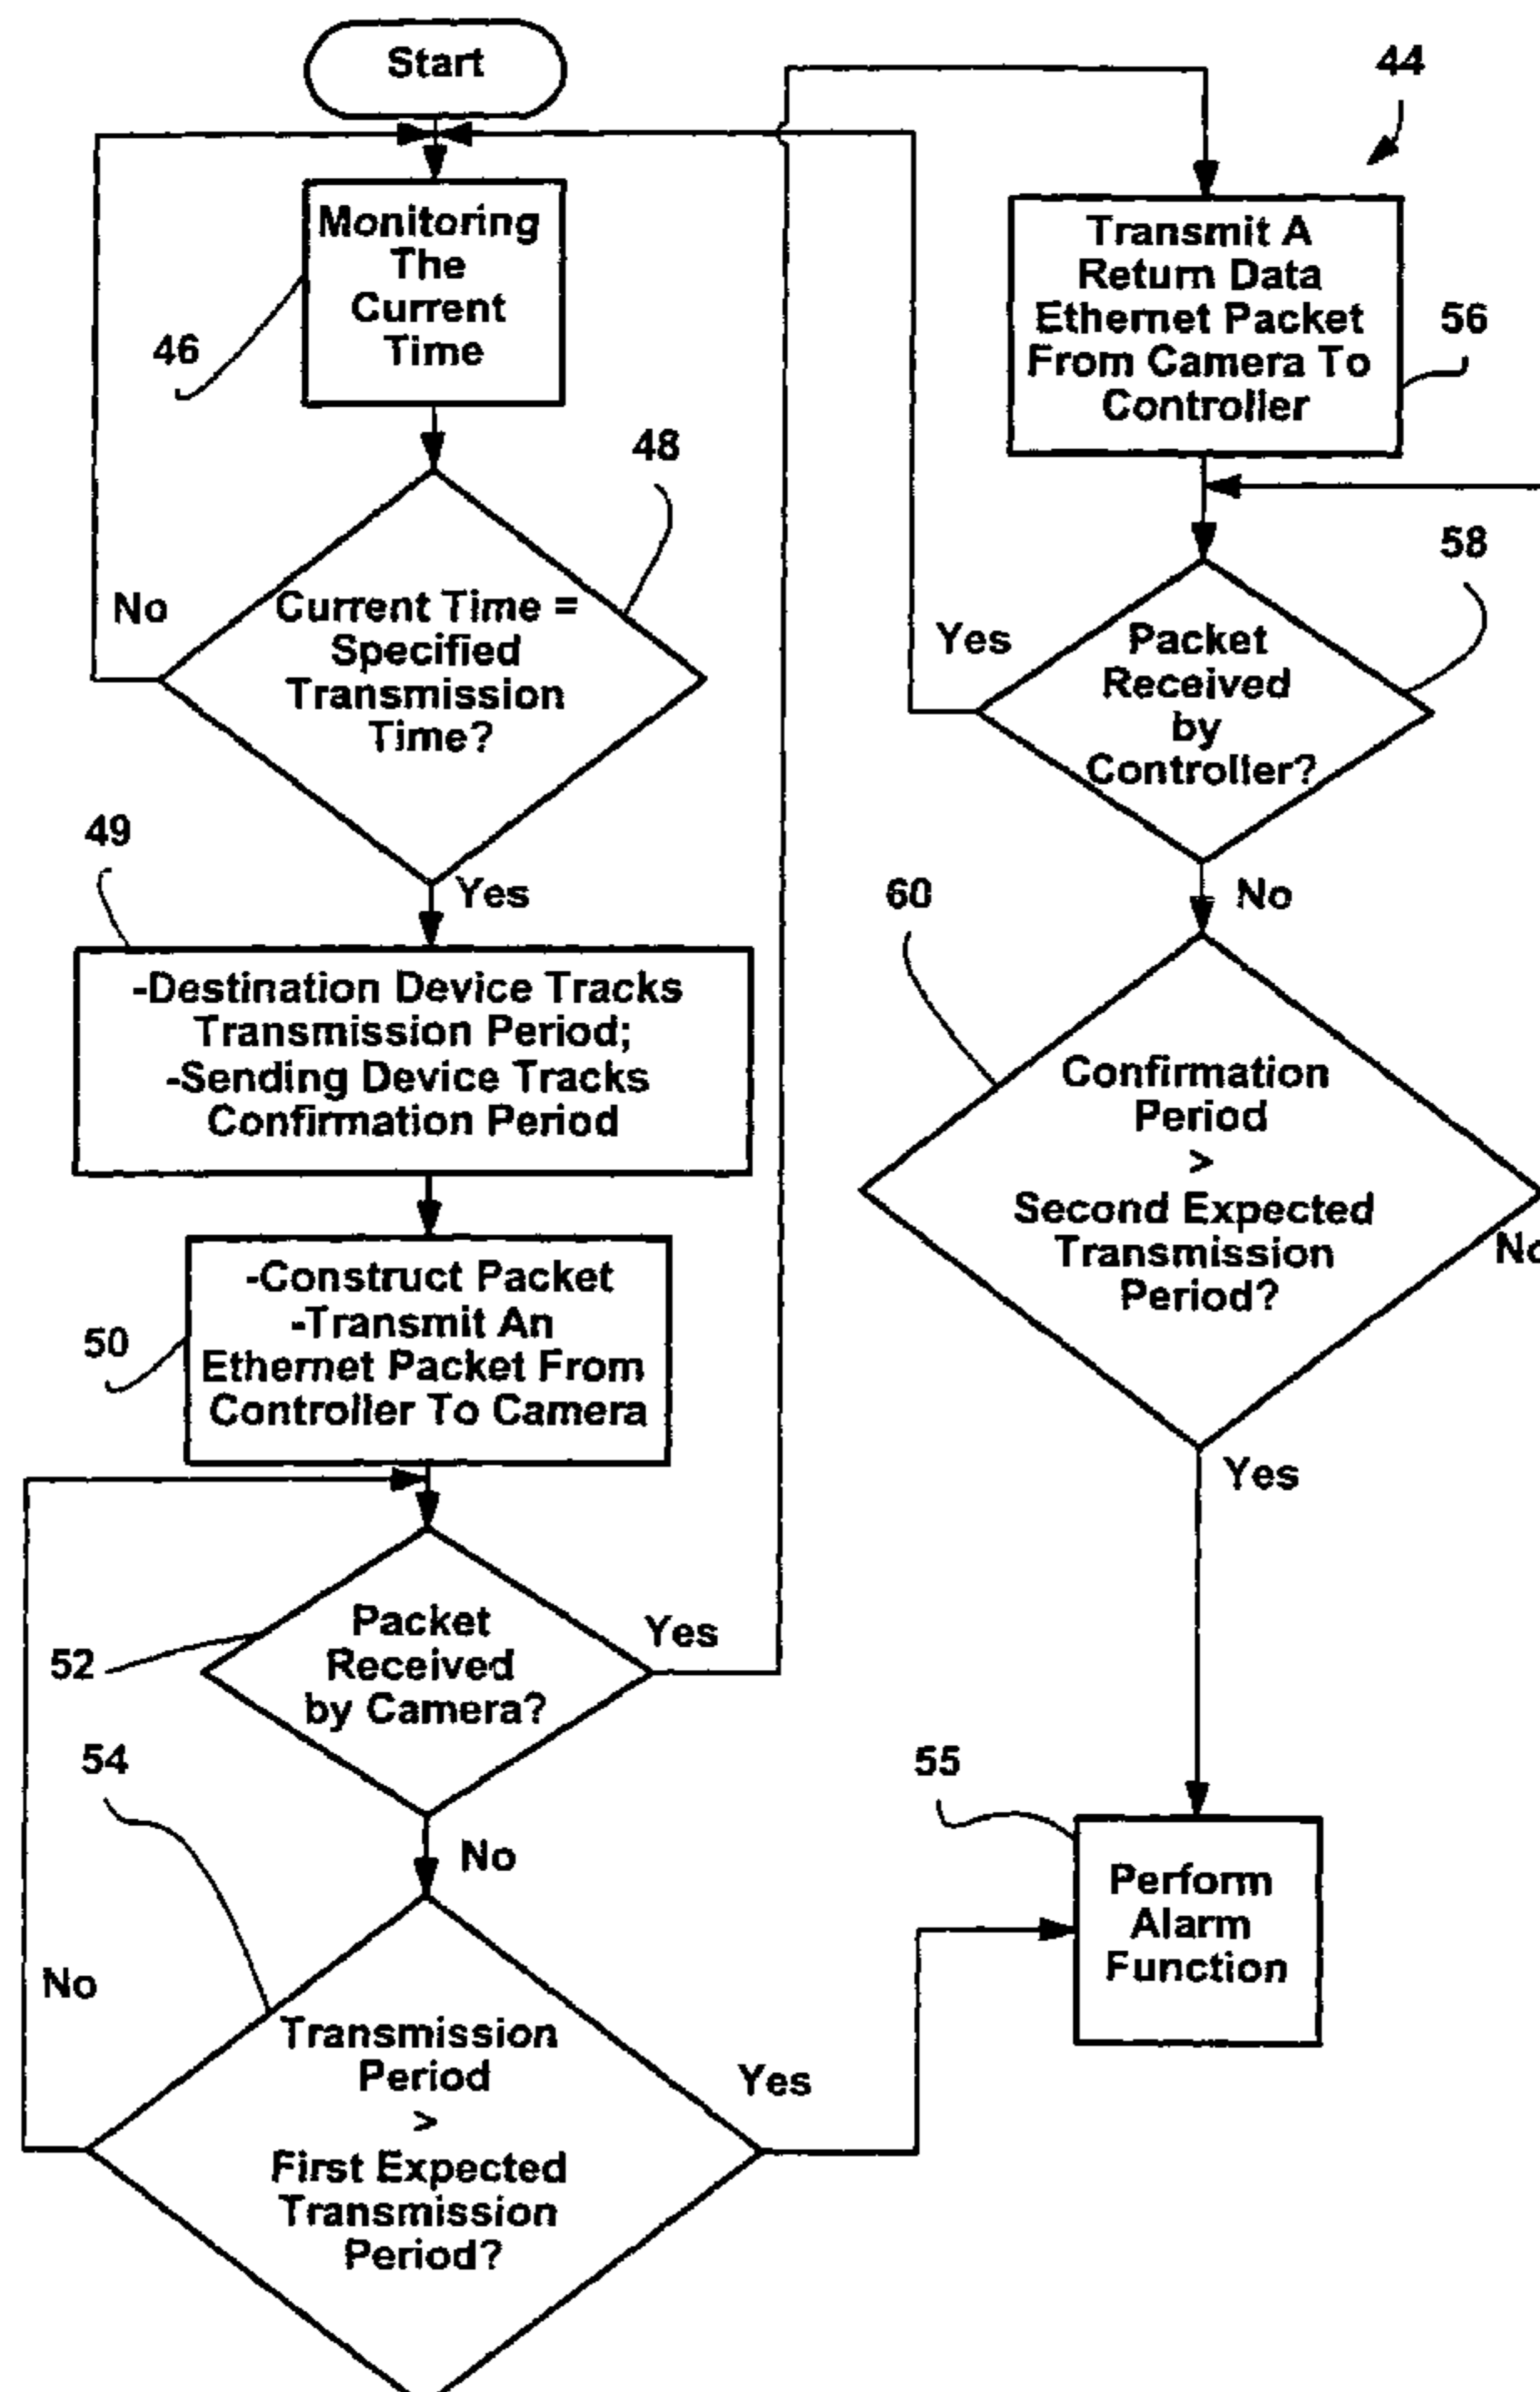 Start
44
Monitoring
The
Current
Time
46
48
No
Current Time =
Specified
Transmission
Time?
Yes
49
-Destination Device Tracks
Transmission Period;
-Sending Device Tracks
Confirmation Period
-Construct Packet
-Transmit An
Ethernet Packet From
Controller To Camera
50
Packet
Received
by Camera?
52
Yes
No
54
No
Transmission
Period
>
First Expected
Transmission
Period?
Yes
Transmit A
Return Data
Ethernet Packet
From Camera To
Controller
56
58
Yes
Packet
Received
by
Controller?
No
60
Confirmation
Period
>
Second Expected
Transmission
Period?
No
Yes
55
Perform
Alarm
Function